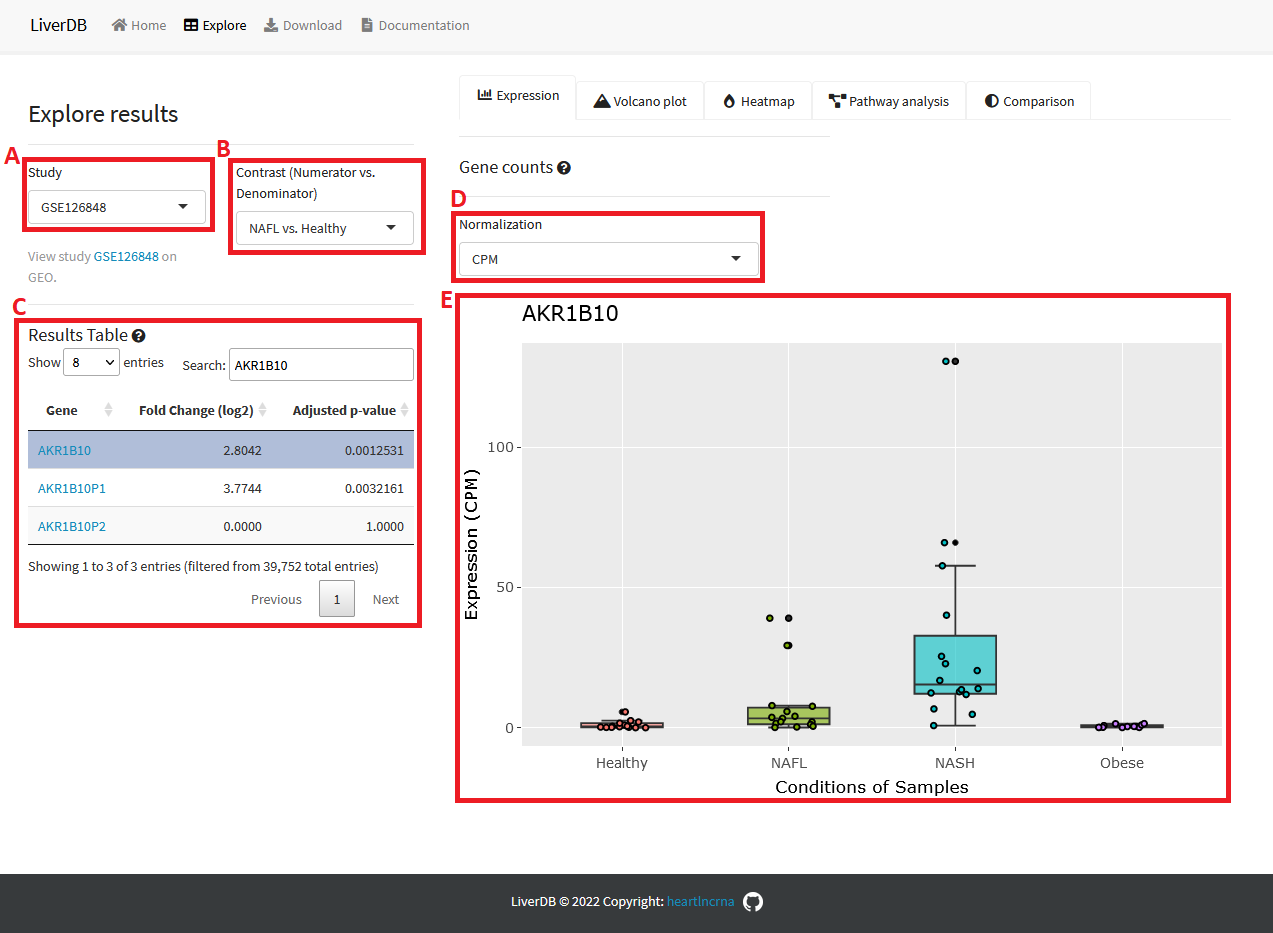 LiverDB Home Explore Download Documentation
Explore results
A
Study
GSE126848
View study GSE126848 on
GEO.
B
Contrast (Numerator vs.
Denominator)
NAFL vs. Healthy
C
Results Table
Show 8 entries Search: AKR1B10
Gene Fold Change (log2) Adjusted p-value
AKR1B10 2.8042 0.0012531
AKR1B10P1 3.7744 0.0032161
AKR1B10P2 0.0000 1.0000
Showing 1 to 3 of 3 entries (filtered from 39,752 total entries)
Previous 1 Next
Expression Volcano plot Heatmap Pathway analysis Comparison
Gene counts
D
Normalization
CPM
E
AKR1B10
Expression (CPM)
100
50
0
Healthy NAFL NASH Obese
Conditions of Samples
LiverDB © 2022 Copyright: heartlncrna